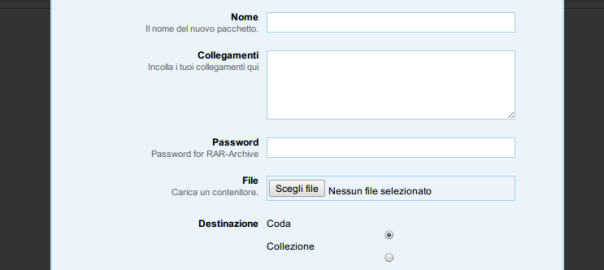 Nome
Il nome del nuovo pacchetto.
Collegamenti
Incolla i tuoi collegamenti qui
Password
Password for RAR-Archive
File
Carica un contenitore.
Scegli file Nessun file selezionato
Destinazione Coda
Collezione